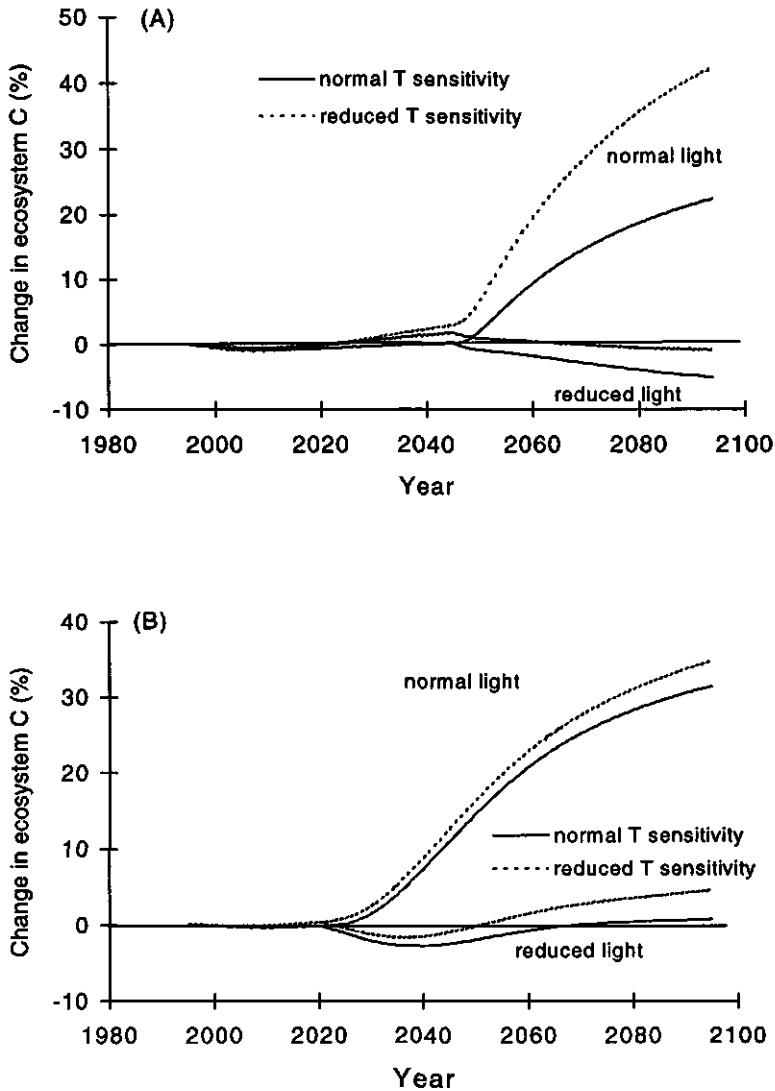 (A)
Change in ecosystem C (%)
50
40
30
20
10
0
-10
normal T sensitivity
reduced T sensitivity
normal light
reduced light
1980 2000 2020 2040 2060 2080 2100
Year
(B)
Change in ecosystem C (%)
40
30
20
10
0
-10
normal light
normal T sensitivity
reduced T sensitivity
reduced light
1980 2000 2020 2040 2060 2080 2100
Year